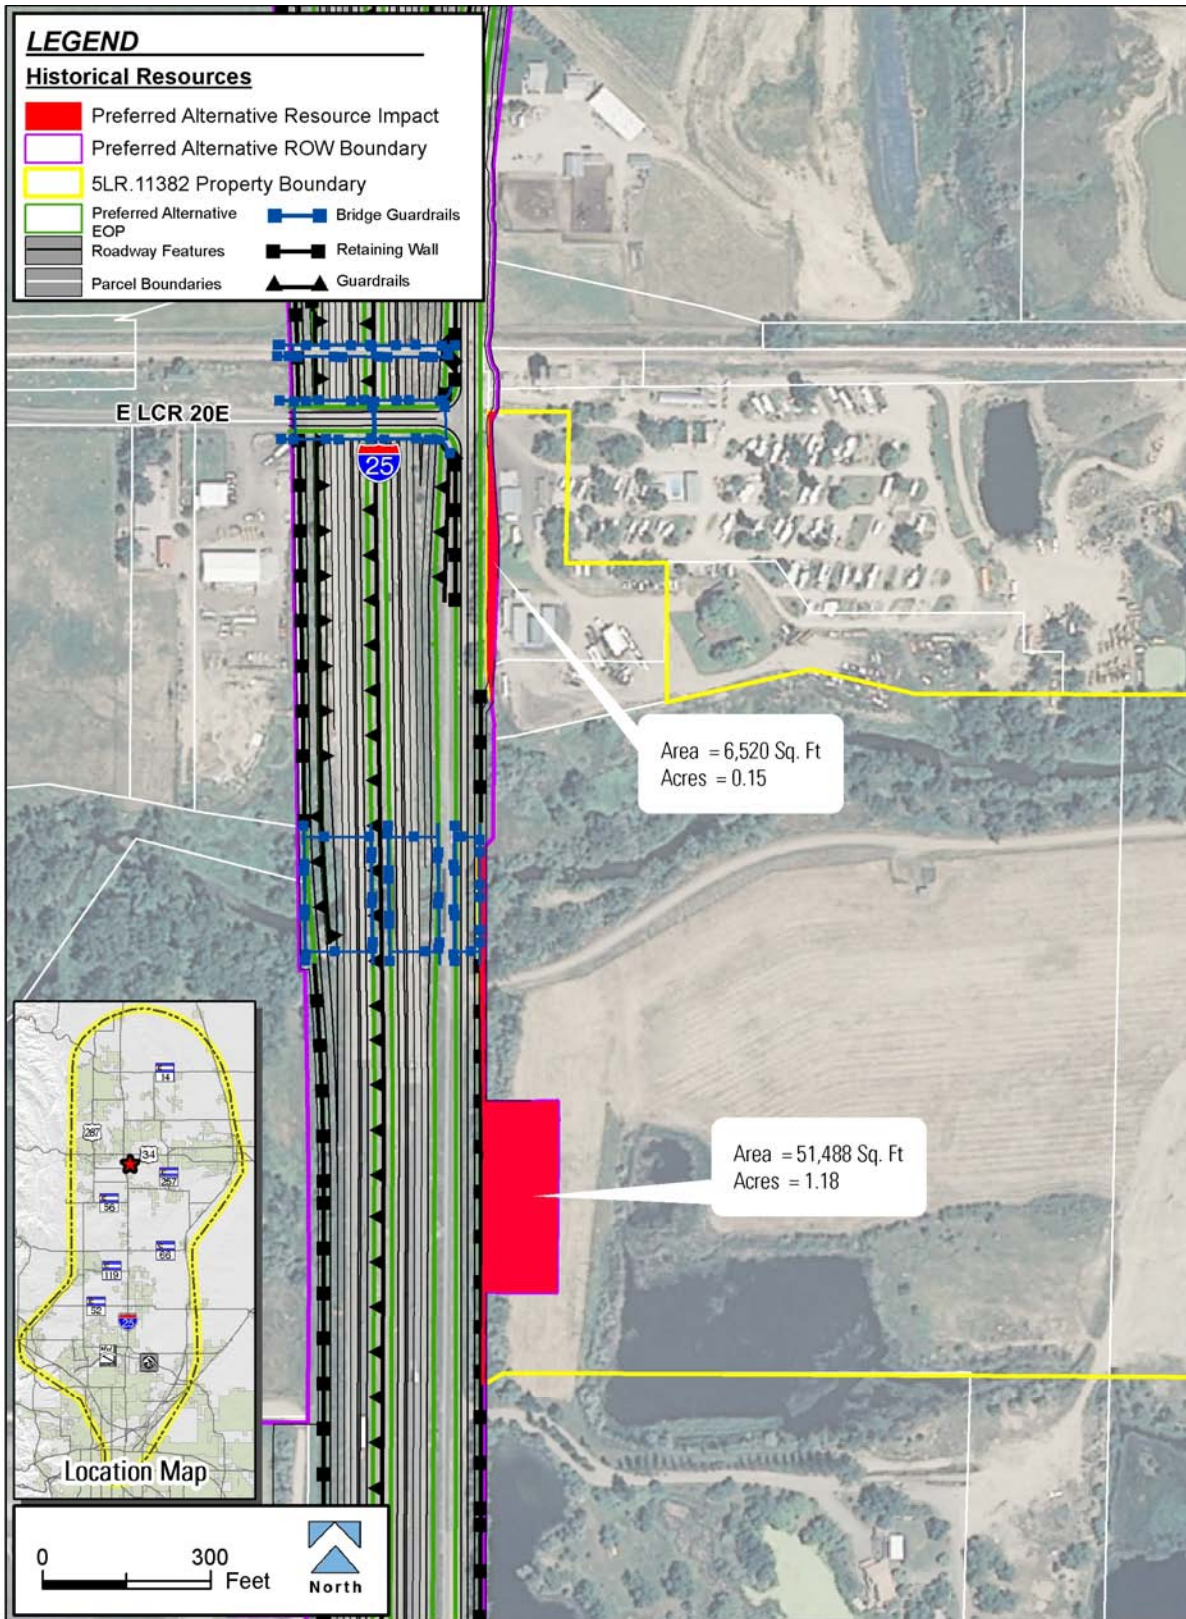 LEGEND
Historical Resources
Preferred Alternative Resource Impact
Preferred Alternative ROW Boundary
5LR.11382 Property Boundary
Preferred Alternative
EOP
Bridge Guardrails
Roadway Features
Retaining Wall
Parcel Boundaries
Guardrails
E LCR 20E
25
Area = 6,520 Sq. Ft
Acres = 0.15
Area = 51,488 Sq. Ft
Acres = 1.18
14
287
34
257
56
66
119
52
25
Location Map
0 300
Feet
North